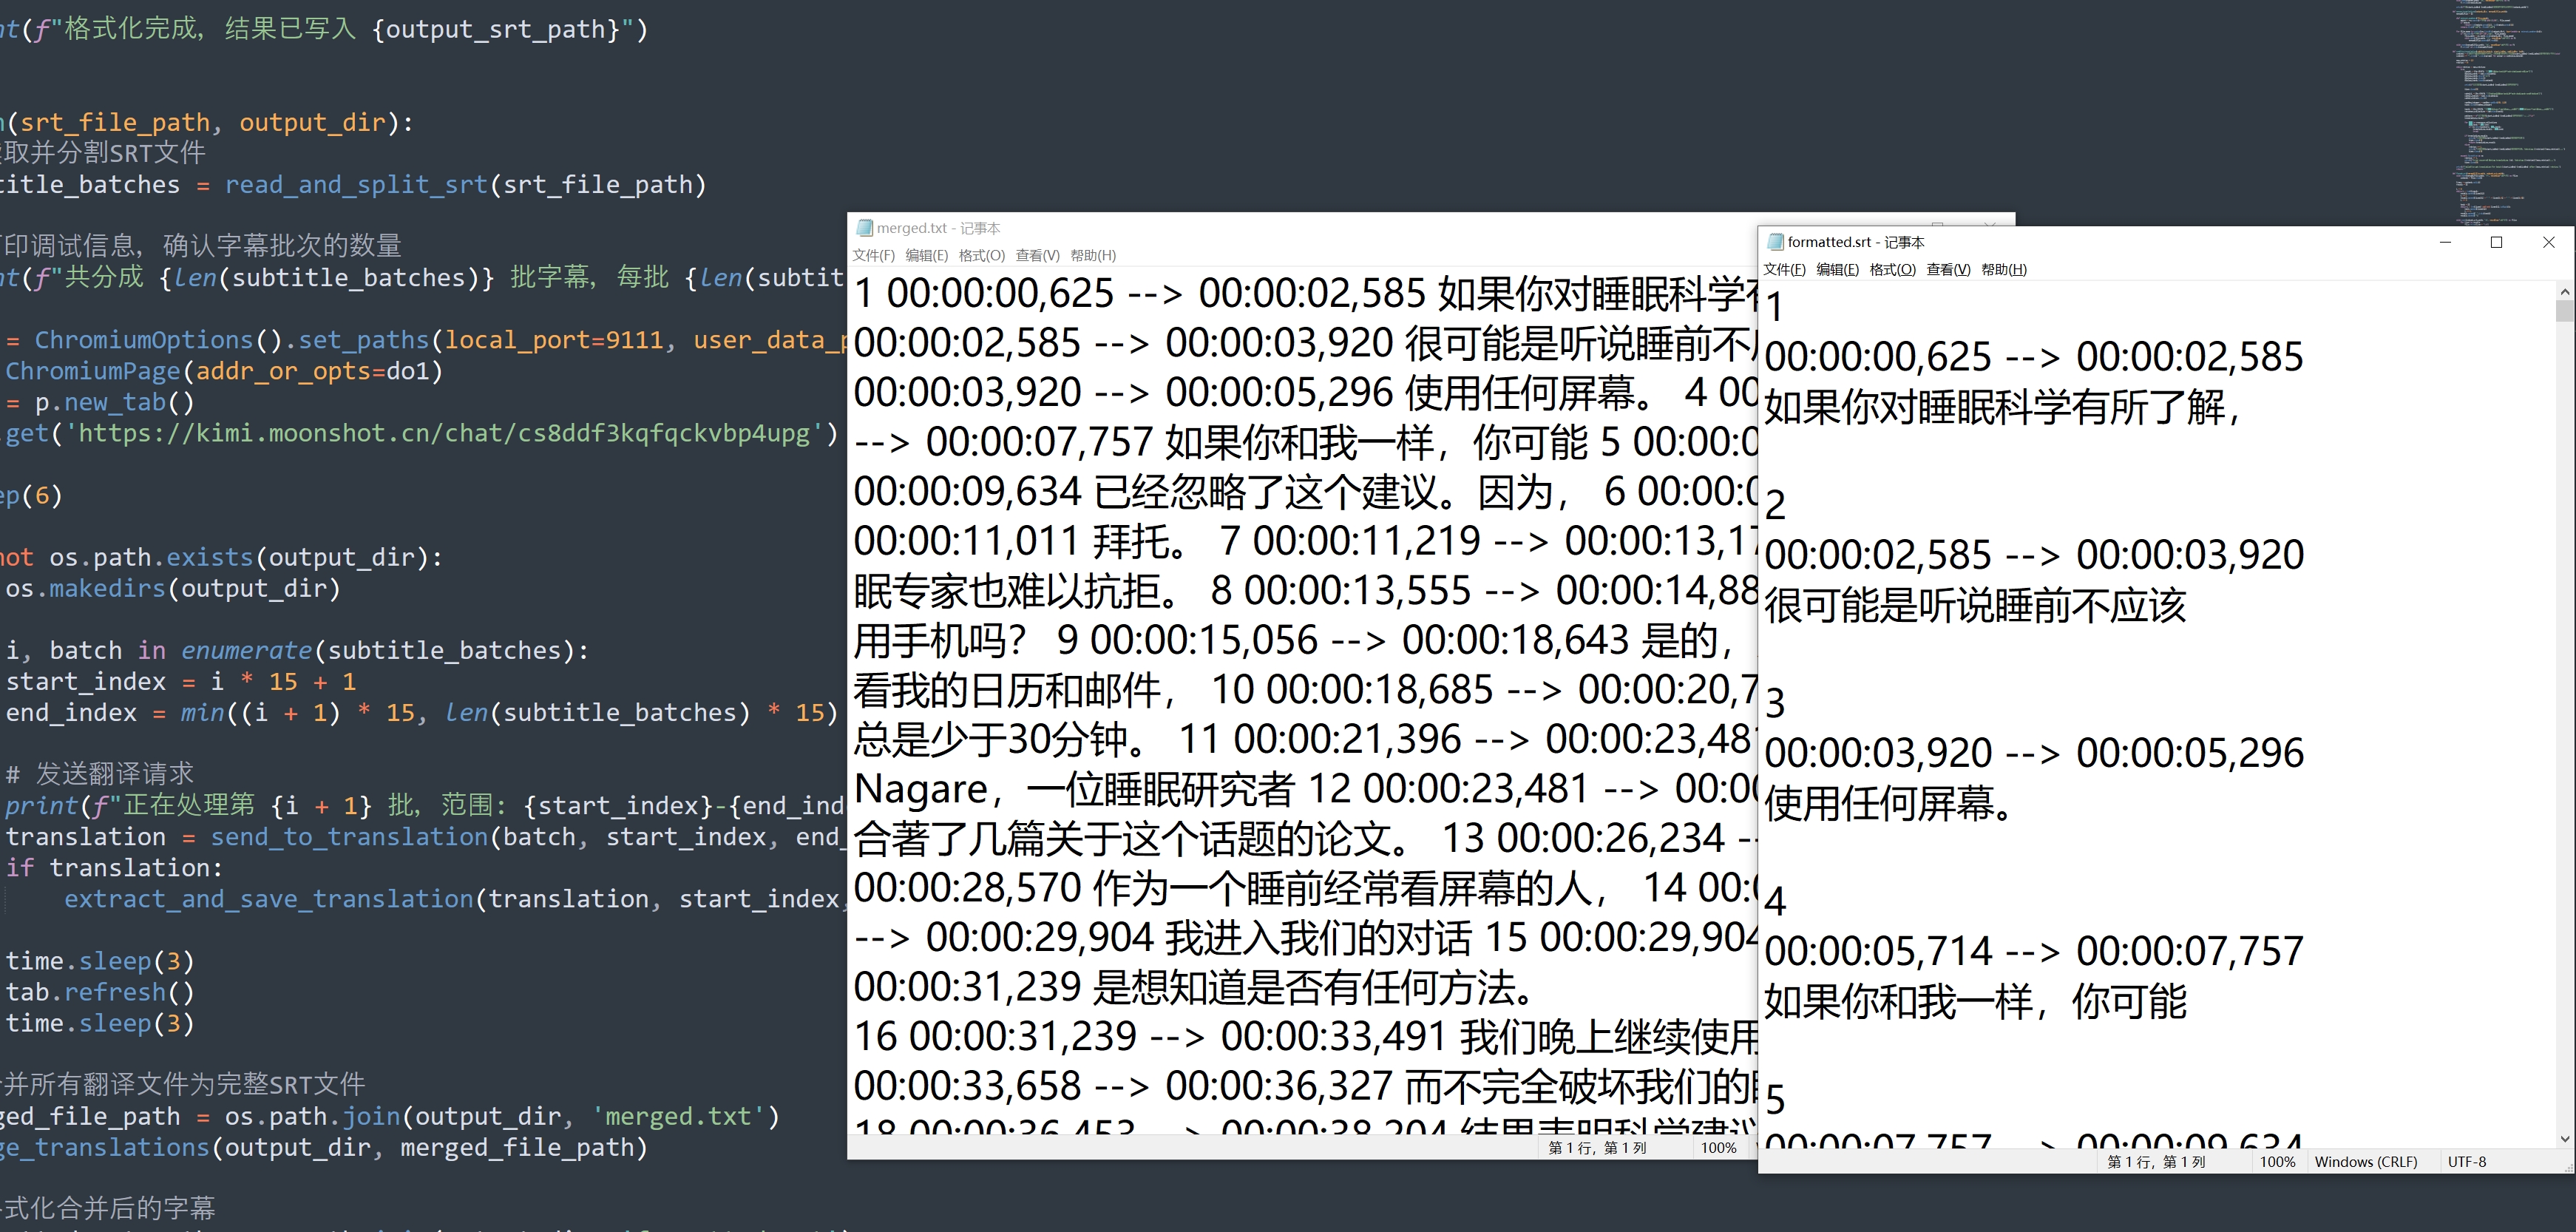 nt(f"格式化完成, 结果已写入 {output_srt_path}")
(srt_file_path, output_dir):
取并分割SRT文件
title_batches = read_and_split_srt(srt_file_path)
印调试信息, 确认字幕批次的数量
nt(f"共分成 {len(subtitle_batches)} 批字幕, 每批 {len(subtit
= ChromiumOptions().set_paths(local_port=9111, user_data_p
ChromiumPage(addr_or_opts=do1)
= p.new_tab()
.get('https://kimi.moonshot.cn/chat/cs8ddf3kqfqckvbp4upg')
ep(6)
not os.path.exists(output_dir):
os.makedirs(output_dir)
i, batch in enumerate(subtitle_batches):
start_index = i * 15 + 1
end_index = min((i + 1) * 15, len(subtitle_batches) * 15)
# 发送翻译请求
print(f"正在处理第 {i + 1} 批, 范围: {start_index}-{end_ind
translation = send_to_translation(batch, start_index, end_
if translation:
extract_and_save_translation(translation, start_index,
time.sleep(3)
tab.refresh()
time.sleep(3)
并所有翻译文件为完整SRT文件
ged_file_path = os.path.join(output_dir, 'merged.txt')
ge_translations(output_dir, merged_file_path)
式化合并后的字幕
merged.txt - 记事本
文件(F) 编辑(E) 格式(O) 查看(V) 帮助(H)
1 00:00:00,625 --> 00:00:02,585 如果你对睡眠科学有
00:00:02,585 --> 00:00:03,920 很可能是听说睡前不
00:00:03,920 --> 00:00:05,296 使用任何屏幕。 4 00
--> 00:00:07,757 如果你和我一样，你可能 5 00:00:0
00:00:09,634 已经忽略了这个建议。因为， 6 00:00:0
00:00:11,011 拜托。 7 00:00:11,219 --> 00:00:13,17
眠专家也难以抗拒。 8 00:00:13,555 --> 00:00:14,88
用手机吗？ 9 00:00:15,056 --> 00:00:18,643 是的，
看我的日历和邮件， 10 00:00:18,685 --> 00:00:20,7
总是少于30分钟。 11 00:00:21,396 --> 00:00:23,481
Nagare，一位睡眠研究者 12 00:00:23,481 --> 00:00
合著了几篇关于这个话题的论文。 13 00:00:26,234 --
00:00:28,570 作为一个睡前经常看屏幕的人， 14 00:0
--> 00:00:29,904 我进入我们的对话 15 00:00:29,904
00:00:31,239 是想知道是否有任何方法。
16 00:00:31,239 --> 00:00:33,491 我们晚上继续使用
00:00:33,658 --> 00:00:36,327 而不完全破坏我们的
18 00:00:36,453 --> 00:00:38,204 结果表明科学建议
第 1 行，第 1 列 100%
formatted.srt - 记事本
文件(F) 编辑(E) 格式(O) 查看(V) 帮助(H)
1
00:00:00,625 --> 00:00:02,585
如果你对睡眠科学有所了解，
2
00:00:02,585 --> 00:00:03,920
很可能是听说睡前不应该
3
00:00:03,920 --> 00:00:05,296
使用任何屏幕。
4
00:00:05,714 --> 00:00:07,757
如果你和我一样，你可能
5
00:00:07,757 --> 00:00:09,634
第 1 行，第 1 列 100% Windows (CRLF) UTF-8